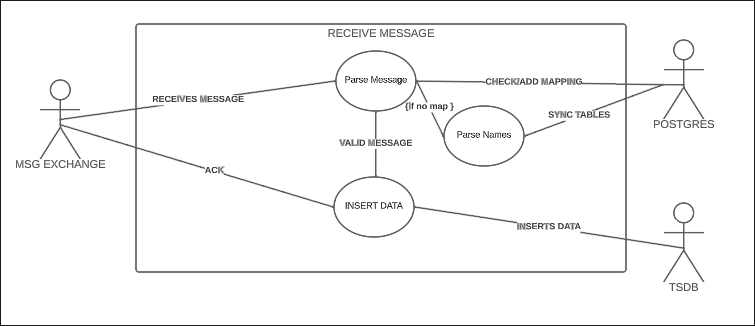 RECEIVE MESSAGE
Parse Message
CHECK/ADD MAPPING
RECEIVES MESSAGE
{If no map }
SYNC TABLES
POSTGRES
Parse Names
VALID MESSAGE
MSG EXCHANGE
ACK
INSERT DATA
INSERTS DATA
TSDB